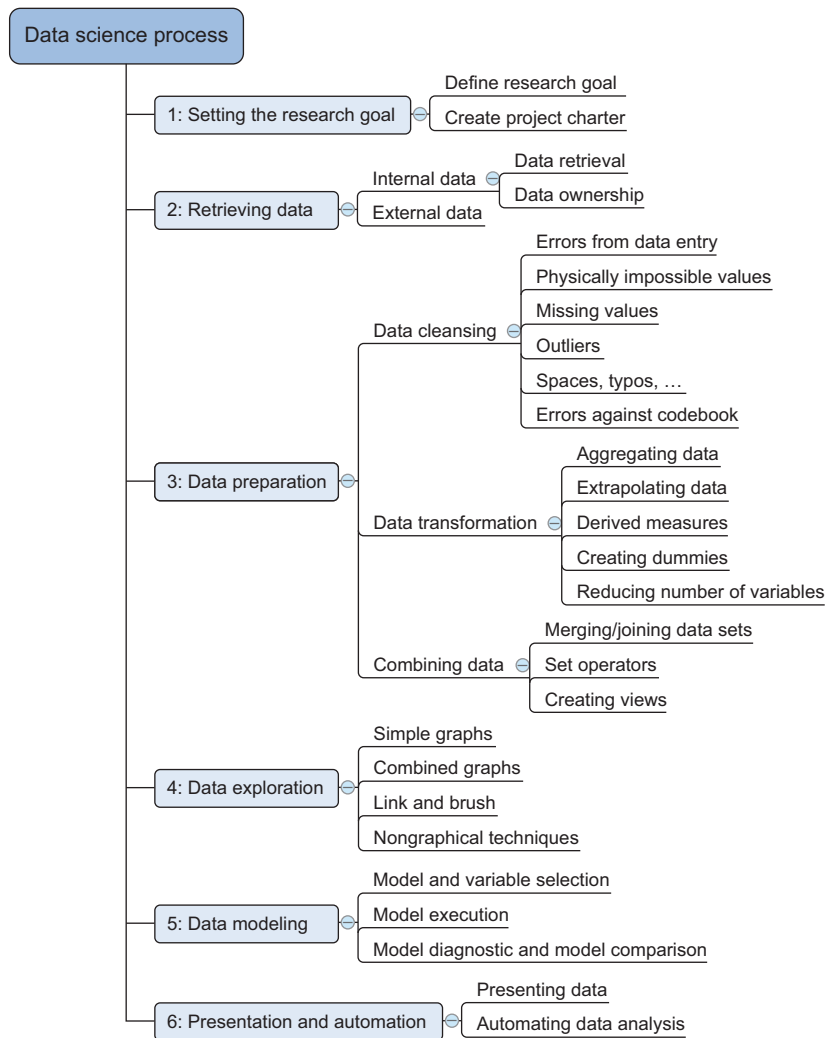 Data science process
1: Setting the research goal
Define research goal
Create project charter
2: Retrieving data
Internal data
Data retrieval
Data ownership
External data
3: Data preparation
Data cleansing
Errors from data entry
Physically impossible values
Missing values
Outliers
Spaces, typos, …
Errors against codebook
Data transformation
Aggregating data
Extrapolating data
Derived measures
Creating dummies
Reducing number of variables
Combining data
Merging/joining data sets
Set operators
Creating views
4: Data exploration
Simple graphs
Combined graphs
Link and brush
Nongraphical techniques
5: Data modeling
Model and variable selection
Model execution
Model diagnostic and model comparison
6: Presentation and automation
Presenting data
Automating data analysis